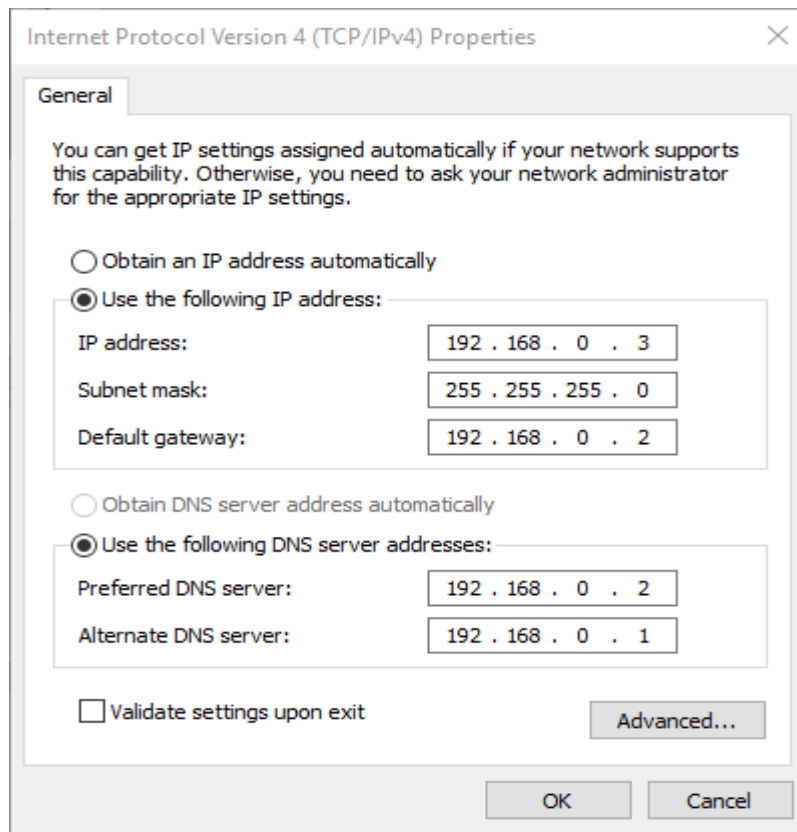 Internet Protocol Version 4 (TCP/IPv4) Properties
General
You can get IP settings assigned automatically if your network supports
this capability. Otherwise, you need to ask your network administrator
for the appropriate IP settings.
Obtain an IP address automatically
Use the following IP address:
IP address: 192 . 168 . 0 . 3
Subnet mask: 255 . 255 . 255 . 0
Default gateway: 192 . 168 . 0 . 2
Obtain DNS server address automatically
Use the following DNS server addresses:
Preferred DNS server: 192 . 168 . 0 . 2
Alternate DNS server: 192 . 168 . 0 . 1
Validate settings upon exit
Advanced...
OK Cancel